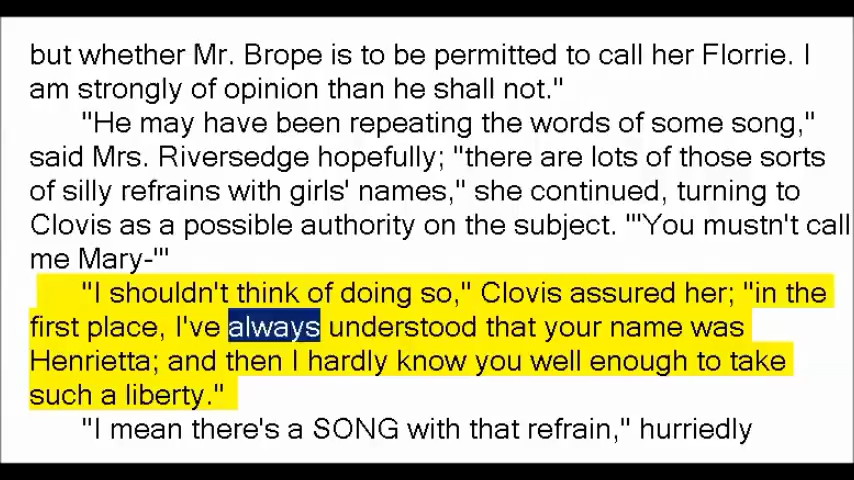 but whether Mr. Brope is to be permitted to call her Florrie. I
am strongly of opinion than he shall not."
"He may have been repeating the words of some song,"
said Mrs. Riversedge hopefully; "there are lots of those sorts
of silly refrains with girls' names," she continued, turning to
Clovis as a possible authority on the subject. "'You mustn't call
me Mary-'"
"I shouldn't think of doing so," Clovis assured her; "in the
first place, I've always understood that your name was
Henrietta; and then I hardly know you well enough to take
such a liberty."
"I mean there's a SONG with that refrain," hurriedly